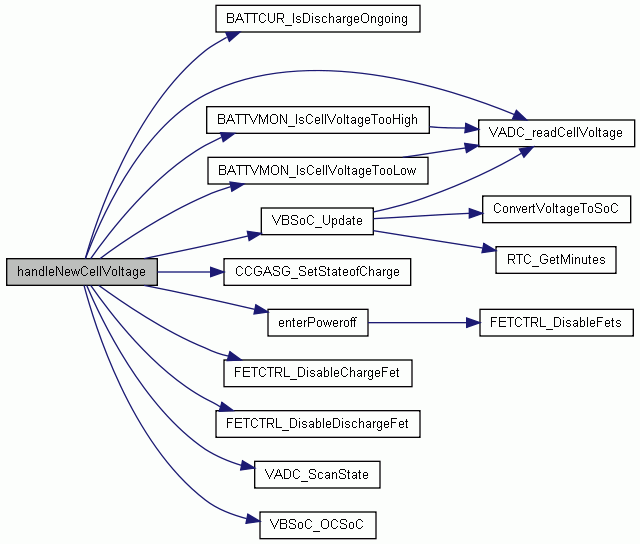 BATTCUR_IsDischargeOngoing
BATTVMON_IsCellVoltageTooHigh
VADC_readCellVoltage
BATTVMON_IsCellVoltageTooLow
ConvertVoltageToSoC
VBSoC_Update
RTC_GetMinutes
handleNewCellVoltage
CCGASG_SetStateofCharge
enterPoweroff
FETCTRL_DisableFets
FETCTRL_DisableChargeFet
FETCTRL_DisableDischargeFet
VADC_ScanState
VBSoC_OCSoC